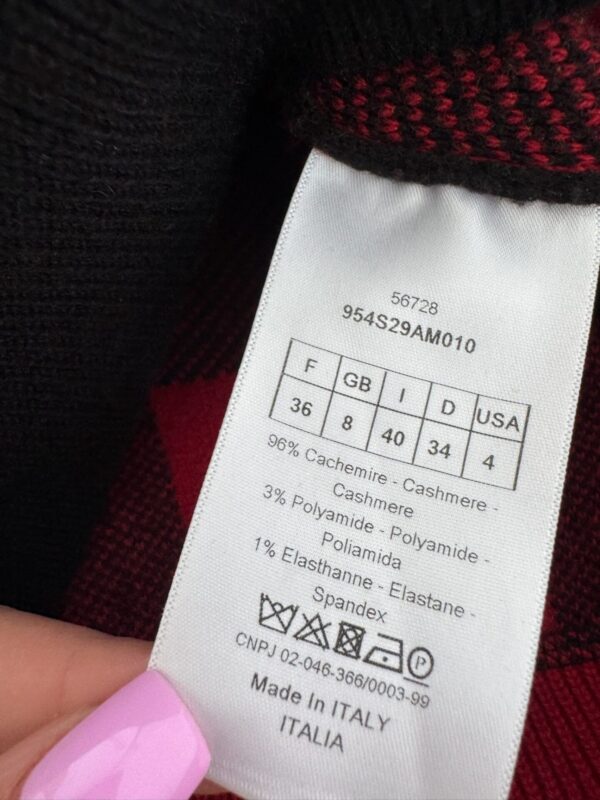 56728
954S29AM010
F GB I D USA
36 8 40 34 4
96% Cachemire - Cashmere -
Cashmere
3% Polyamide - Polyamide -
Poliamida
1% Elasthanne - Elastane -
Spandex
P
CNPJ 02-046-366/0003-99
Made In ITALY
ITALIA